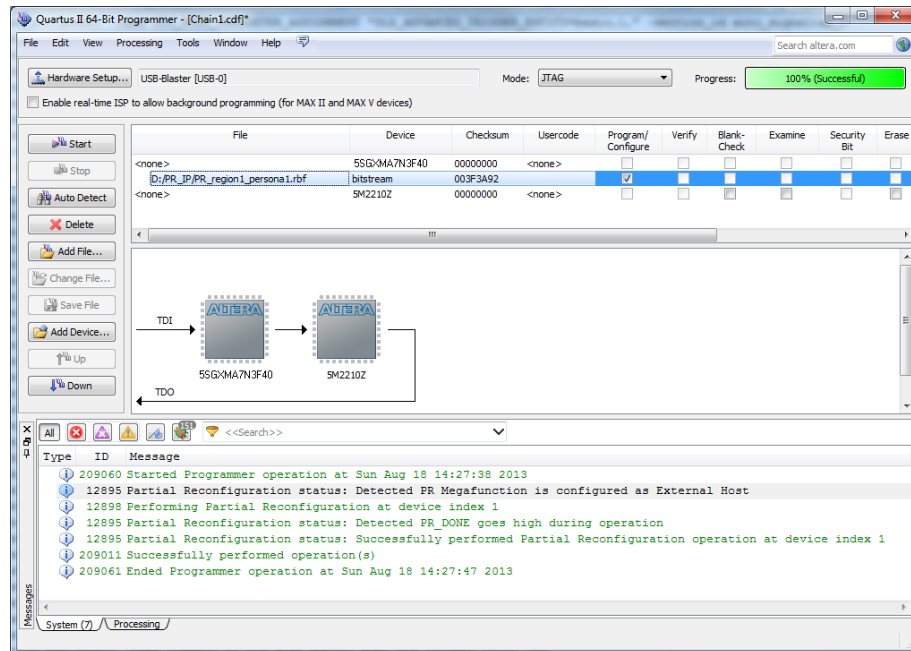 Quartus II 64-Bit Programmer - [Chain1.cdf]*
File Edit View Processing Tools Window Help
Search altera.com
Hardware Setup... USB-Blaster [USB-0] Mode: JTAG Progress: 100% (Successful)
Enable real-time ISP to allow background programming (for MAX II and MAX V devices)
Start
Stop
Auto Detect
Delete
Add File...
Change File...
Save File
Add Device...
Up
Down
File Device Checksum Usercode Program/ Configure Verify Blank- Check Examine Security Bit Erase
<none> 5SGXMA7N3F40 00000000 <none>
D:/PR_IP/PR_region1_persona1.rbf bitstream 003F3A92
<none> 5M2210Z 00000000 <none>
TDI
ALTERA ALTERA
5SGXMA7N3F40 5M2210Z
TDO
All 151 <<Search>>
Type ID Message
209060 Started Programmer operation at Sun Aug 18 14:27:38 2013
12895 Partial Reconfiguration status: Detected PR Megafunction is configured as External Host
12898 Performing Partial Reconfiguration at device index 1
12895 Partial Reconfiguration status: Detected PR_DONE goes high during operation
12895 Partial Reconfiguration status: Successfully performed Partial Reconfiguration operation at device index 1
209011 Successfully performed operation(s)
209061 Ended Programmer operation at Sun Aug 18 14:27:47 2013
Messages
System (7) Processing